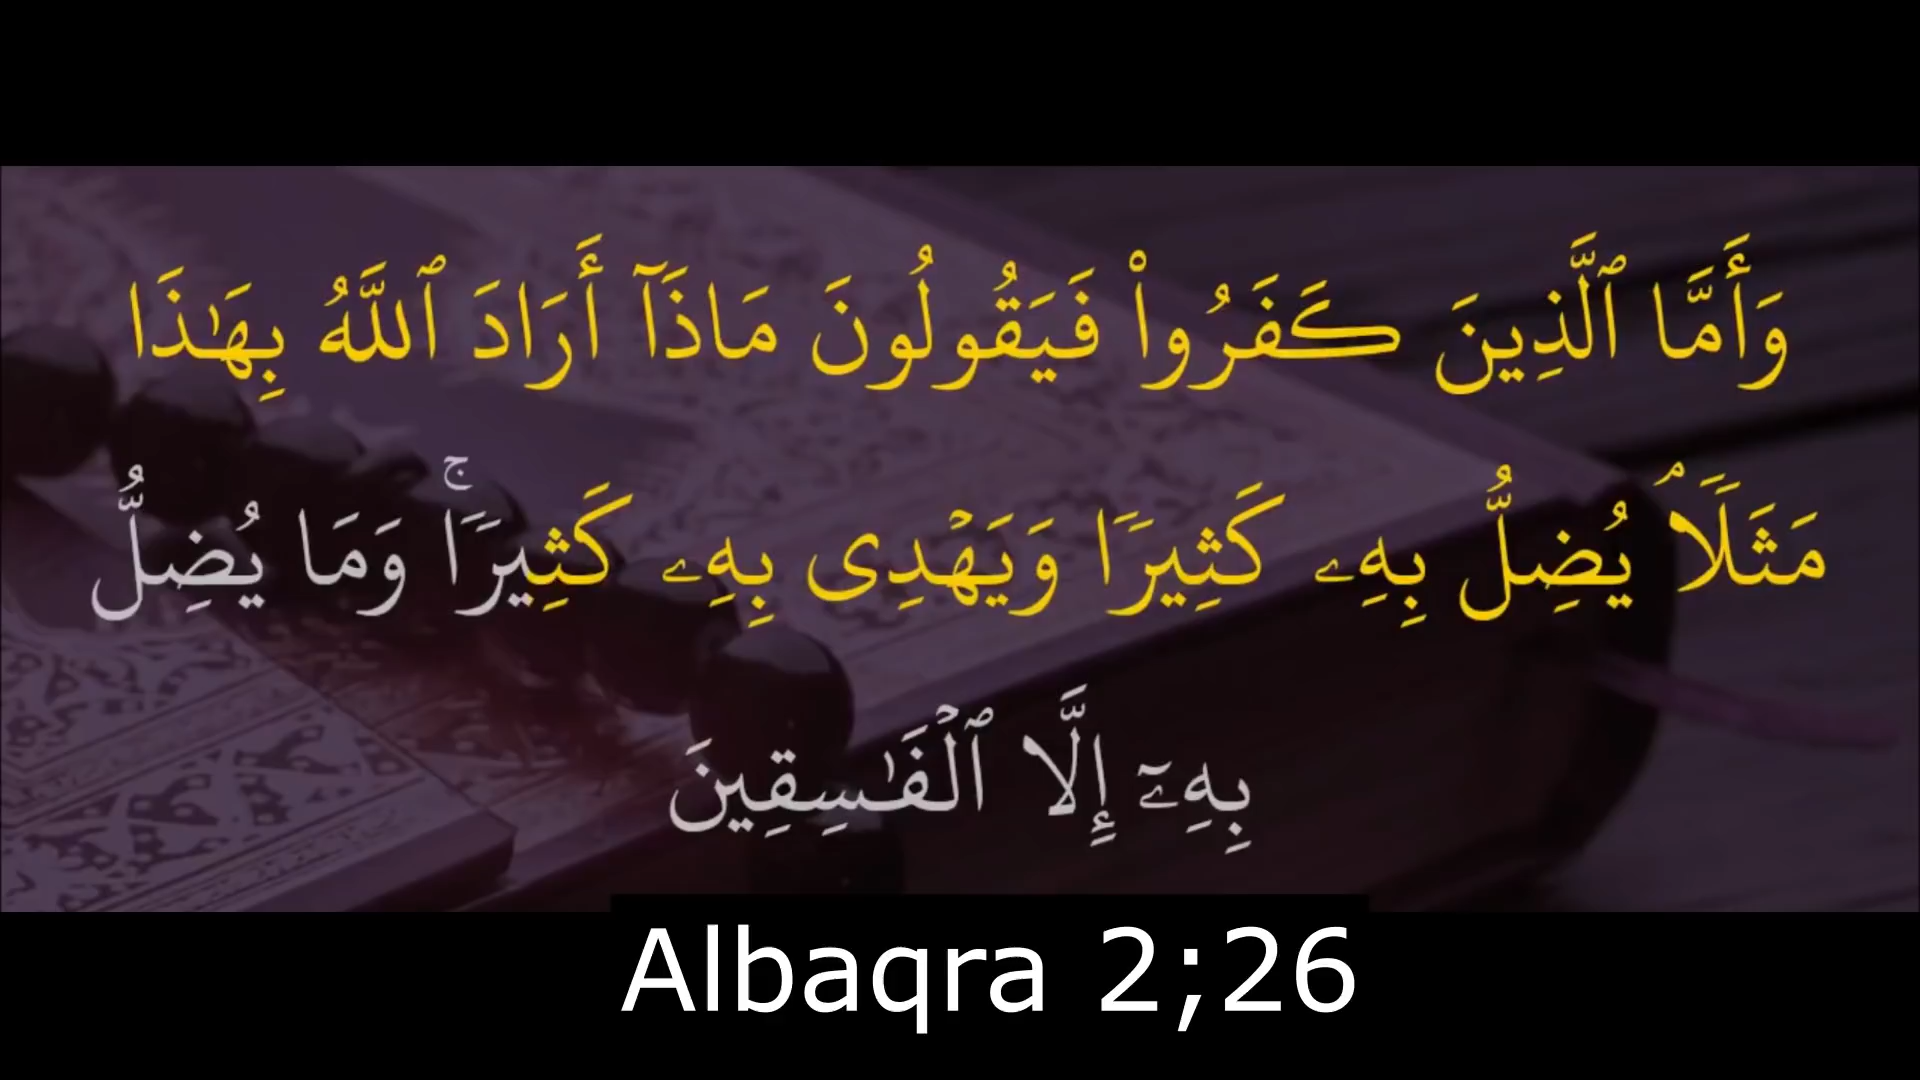 وَأَمَّا ٱلَّذِينَ كَفَرُوا۟ فَيَقُولُونَ مَاذَآ أَرَادَ ٱللَّهُ بِهَـٰذَا
مَثَلًۭا ۘ يُضِلُّ بِهِۦ كَثِيرًۭا وَيَهْدِى بِهِۦ كَثِيرًۭا ۚ وَمَا يُضِلُّ
بِهِۦٓ إِلَّا ٱلْفَـٰسِقِينَ
Albaqra 2;26